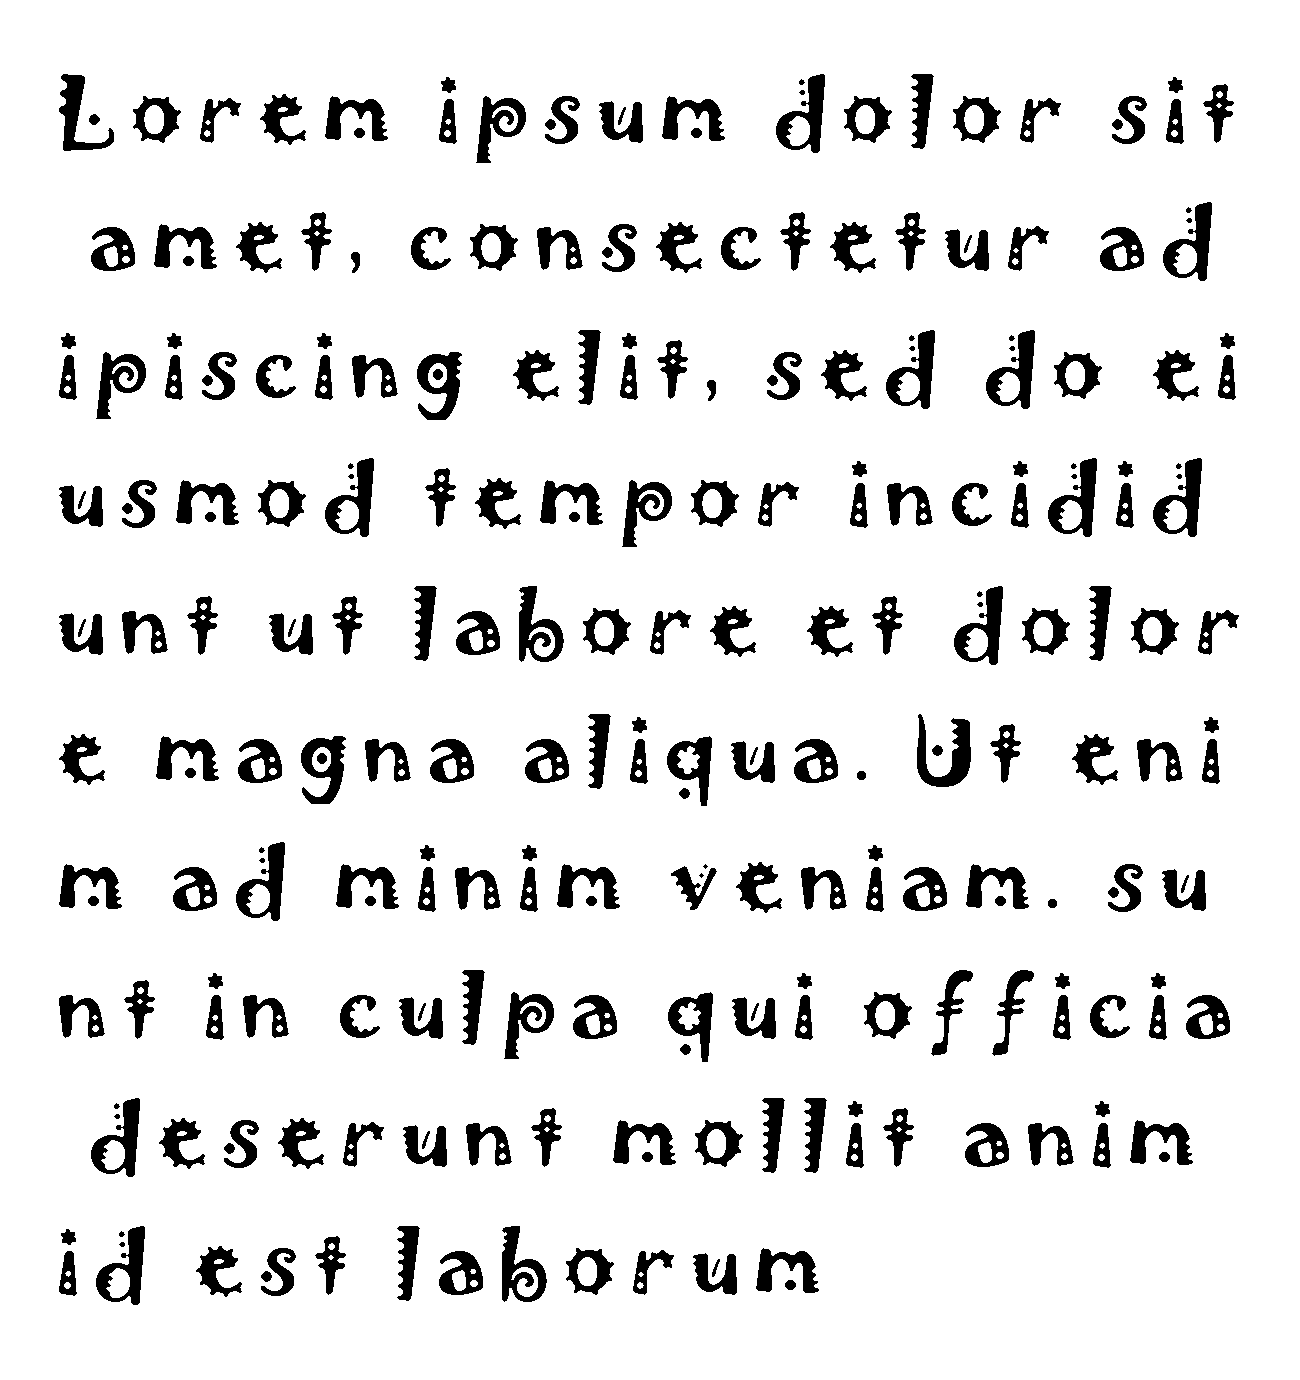 Lorem ipsum dolor sit
amet, consectetur ad
ipiscing elit, sed do ei
usmod tempor incidid
unt ut labore et dolor
e magna aliqua. Ut eni
m ad minim veniam. su
nt in culpa qui officia
deserunt mollit anim
id est laborum